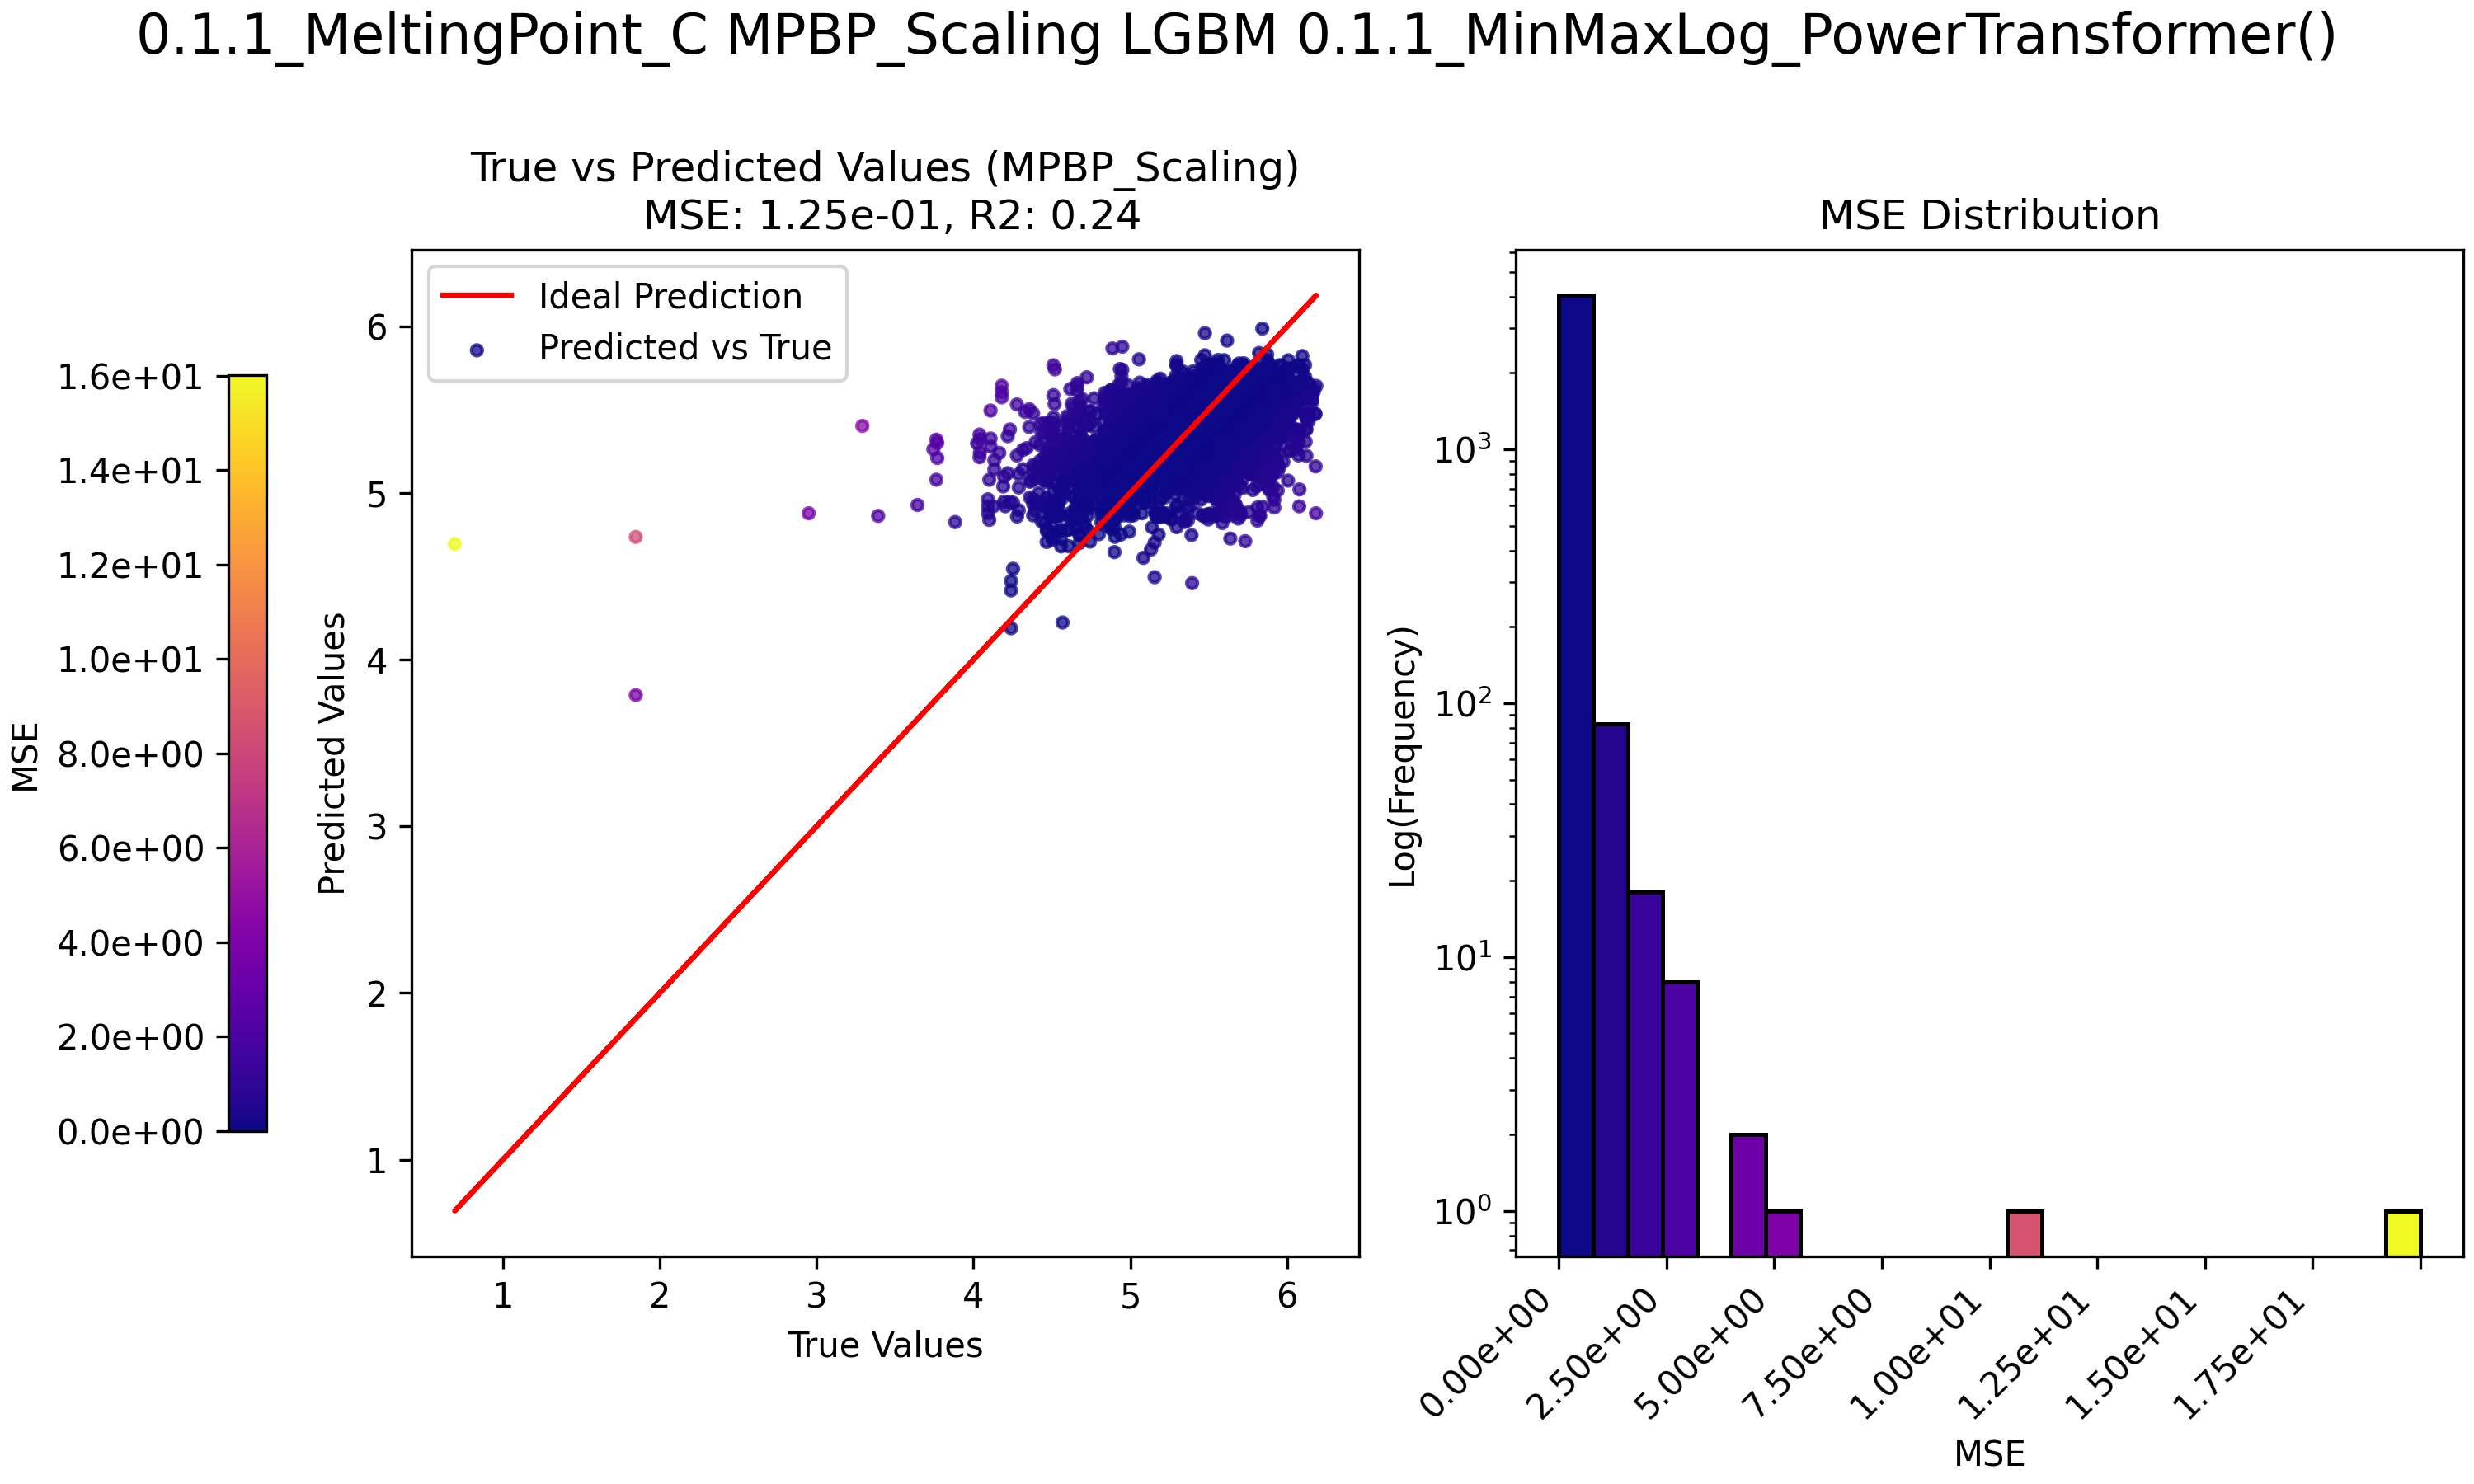 0.1.1_MeltingPoint_C MPBP_Scaling LGBM 0.1.1_MinMaxLog_PowerTransformer()
True vs Predicted Values (MPBP_Scaling)
MSE: 1.25e-01, R2: 0.24
MSE Distribution
Ideal Prediction
Predicted vs True
MSE
1.6e+01
1.4e+01
1.2e+01
1.0e+01
8.0e+00
6.0e+00
4.0e+00
2.0e+00
0.0e+00
Predicted Values
6
5
4
3
2
1
1 2 3 4 5 6
True Values
Log(Frequency)
10³
10²
10¹
10⁰
0.00e+00
2.50e+00
5.00e+00
7.50e+00
1.00e+01
1.25e+01
1.50e+01
1.75e+01
MSE